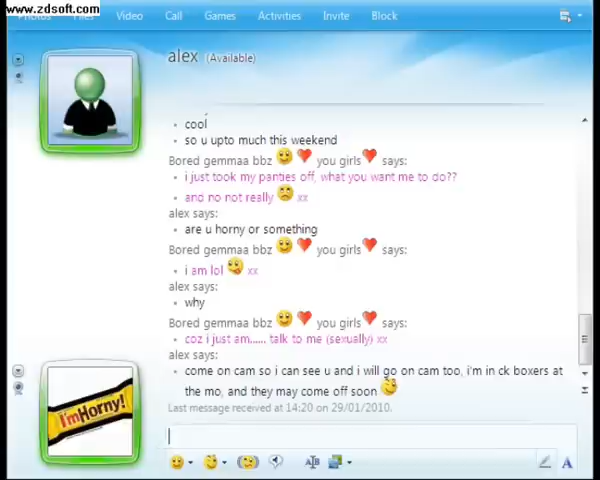 www.zdsoft.com
Photos Files Video Call Games Activities Invite Block
alex (Available)
cool
so u upto much this weekend
Bored gemmaa bbz you girls says:
i just took my panties off, what you want me to do??
and no not really xx
alex says:
are u horny or something
Bored gemmaa bbz you girls says:
i am lol xx
alex says:
why
Bored gemmaa bbz you girls says:
coz i just am...... talk to me (sexually) xx
alex says:
come on cam so i can see u and i will go on cam too, i'm in ck boxers at
the mo, and they may come off soon
Last message received at 14:20 on 29/01/2010.
I'mHorny!